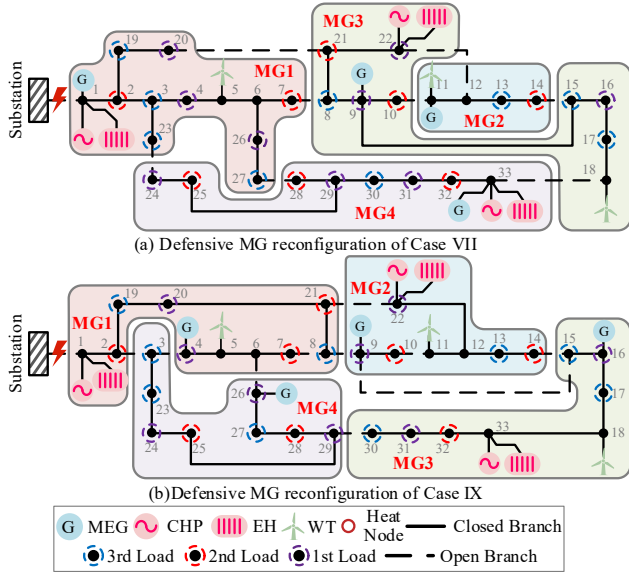 MG3
19 20 21 22
G G
MG1
Substation
1 2 3 4 5 6 7 8 9 10 11 12 13 14 15 16
G
MG2
23 26 17
24 25 27 28 29 30 31 32 33 18
MG4
G
(a) Defensive MG reconfiguration of Case VII
19 20 21 MG2
22
MG1
G G G
Substation
1 2 3 4 5 6 7 8 9 10 11 12 13 14 15 16
23 26 G 17
MG4
24 25 27 28 29 30 31 32 33 18
MG3
(b)Defensive MG reconfiguration of Case IX
G MEG CHP EH WT Heat Node Closed Branch
3rd Load 2nd Load 1st Load Open Branch